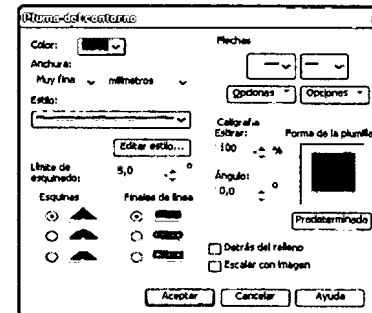 Pluma del contorno
Color:
Anchura:
Muy fina milímetros
Estilo:
Editar estilo...
Límite de esquinado: 5,0 °
Esquinas Finales de línea
Flechas
Opciones Opciones
Caligrafía
Estirar: Forma de la plumilla
100 %
Ángulo:
0,0 °
Predeterminado
Detrás del relleno
Escalar con imagen
Aceptar Cancelar Ayuda